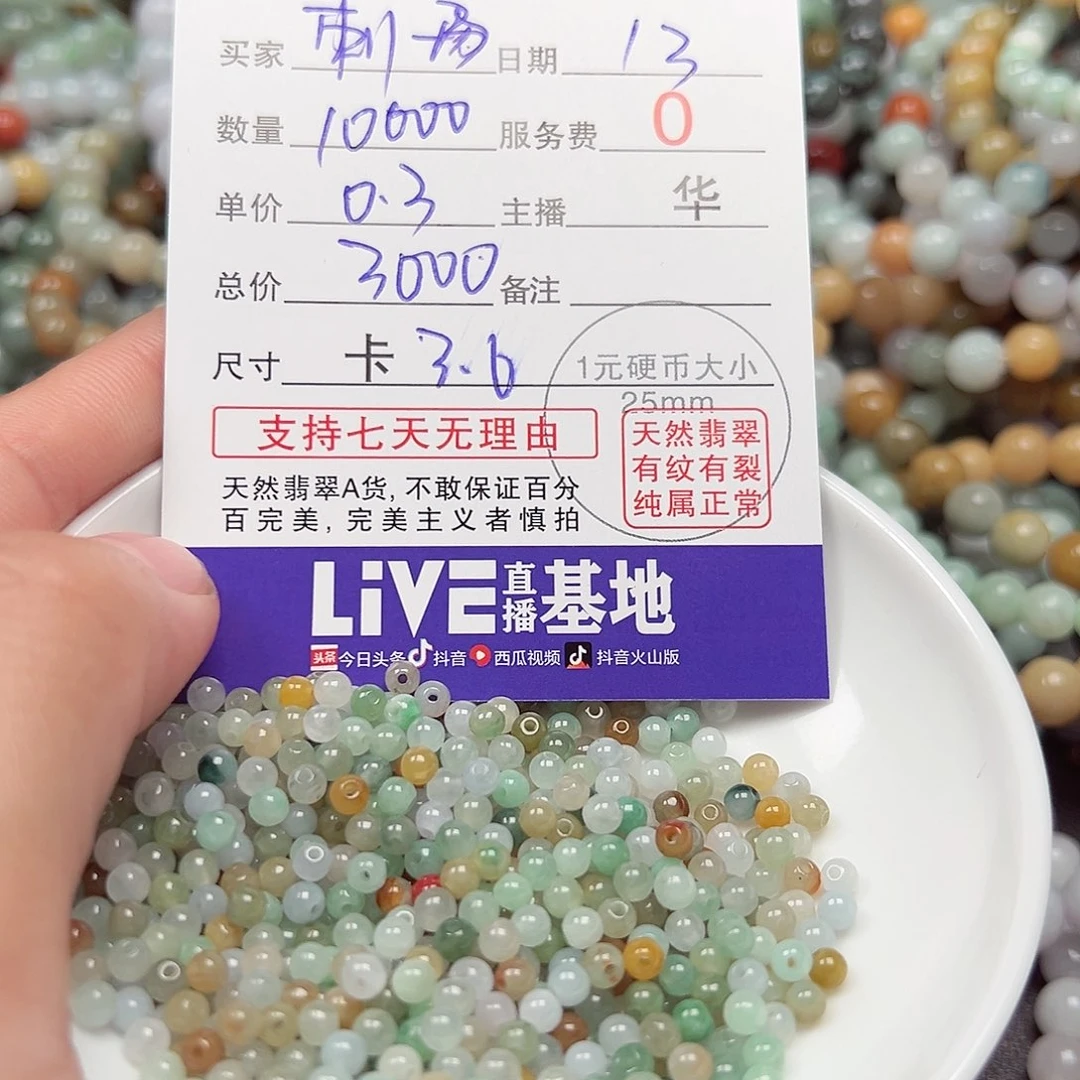 买家 日期 13
数量 10000 服务费 0
单价 0.3 主播 华
总价 3000 备注
尺寸 卡 3.6 1元硬币大小
25mm
支持七天无理由
天然翡翠
有纹有裂
纯属正常
天然翡翠A货,不敢保证百分
百完美,完美主义者慎拍
LiVE直播基地
头条 今日头条 抖音 西瓜视频 抖音火山版